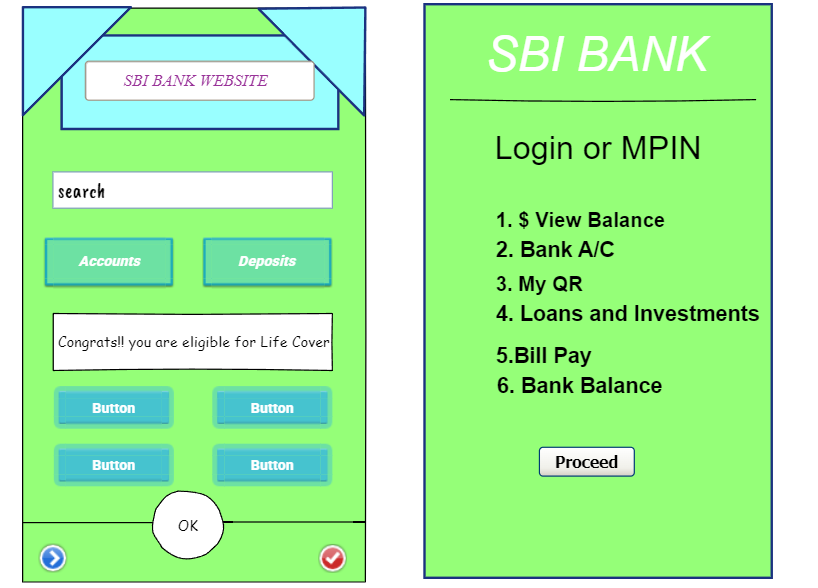 SBI BANK WEBSITE
search
Accounts
Deposits
Congrats!! you are eligible for Life Cover
Button
Button
Button
Button
OK
SBI BANK
Login or MPIN
1. $ View Balance
2. Bank A/C
3. My QR
4. Loans and Investments
5.Bill Pay
6. Bank Balance
Proceed